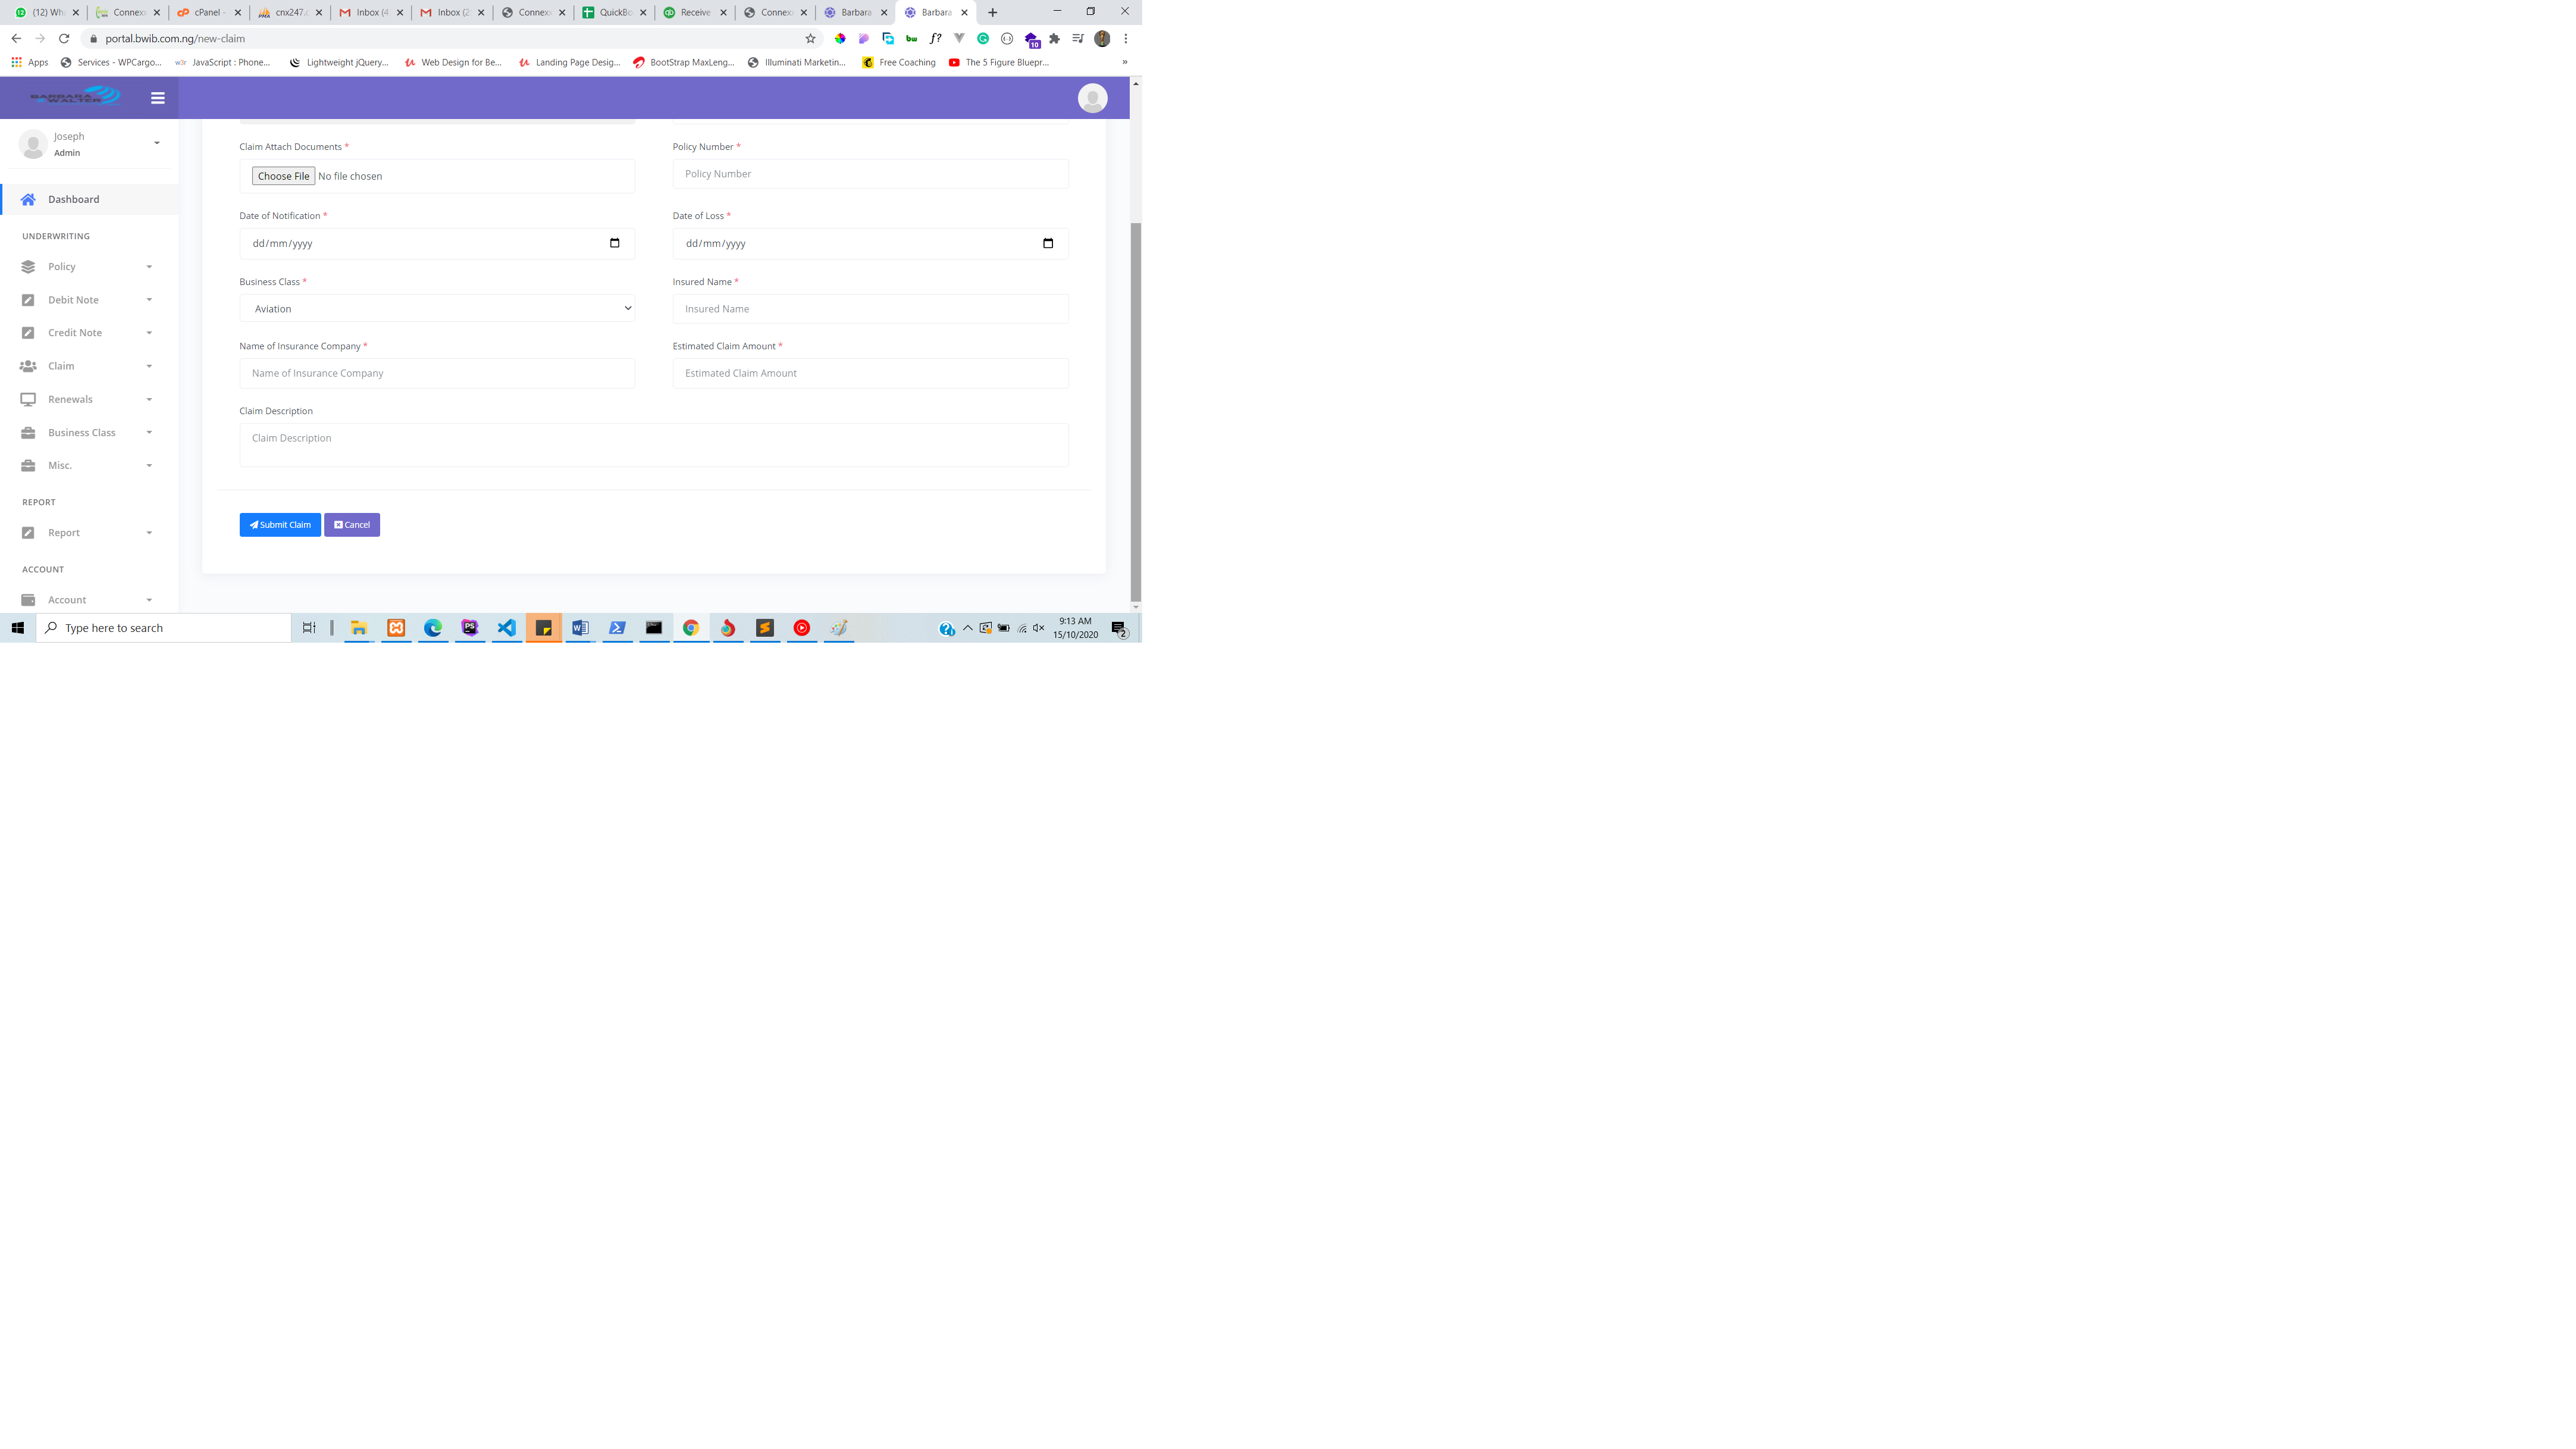 (12) Wh
Connex
cPanel -
cnx247.c
Inbox (4
Inbox (2
Connex
QuickBo
Receive
Connex
Barbara
Barbara
portal.bwib.com.ng/new-claim
10
Apps
Services - WPCargo...
JavaScript : Phone...
Lightweight jQuery...
Web Design for Be...
Landing Page Desig...
BootStrap MaxLeng...
Illuminati Marketin...
Free Coaching
The 5 Figure Bluepr...
»
BARBARA
WALTER
Joseph
Admin
Dashboard
UNDERWRITING
Policy
Debit Note
Credit Note
Claim
Renewals
Business Class
Misc.
REPORT
Report
ACCOUNT
Account
Claim Attach Documents *
Choose File No file chosen
Policy Number *
Policy Number
Date of Notification *
dd/mm/yyyy
Date of Loss *
dd/mm/yyyy
Business Class *
Aviation
Insured Name *
Insured Name
Name of Insurance Company *
Name of Insurance Company
Estimated Claim Amount *
Estimated Claim Amount
Claim Description
Claim Description
Submit Claim
Cancel
Type here to search
9:13 AM
15/10/2020
2